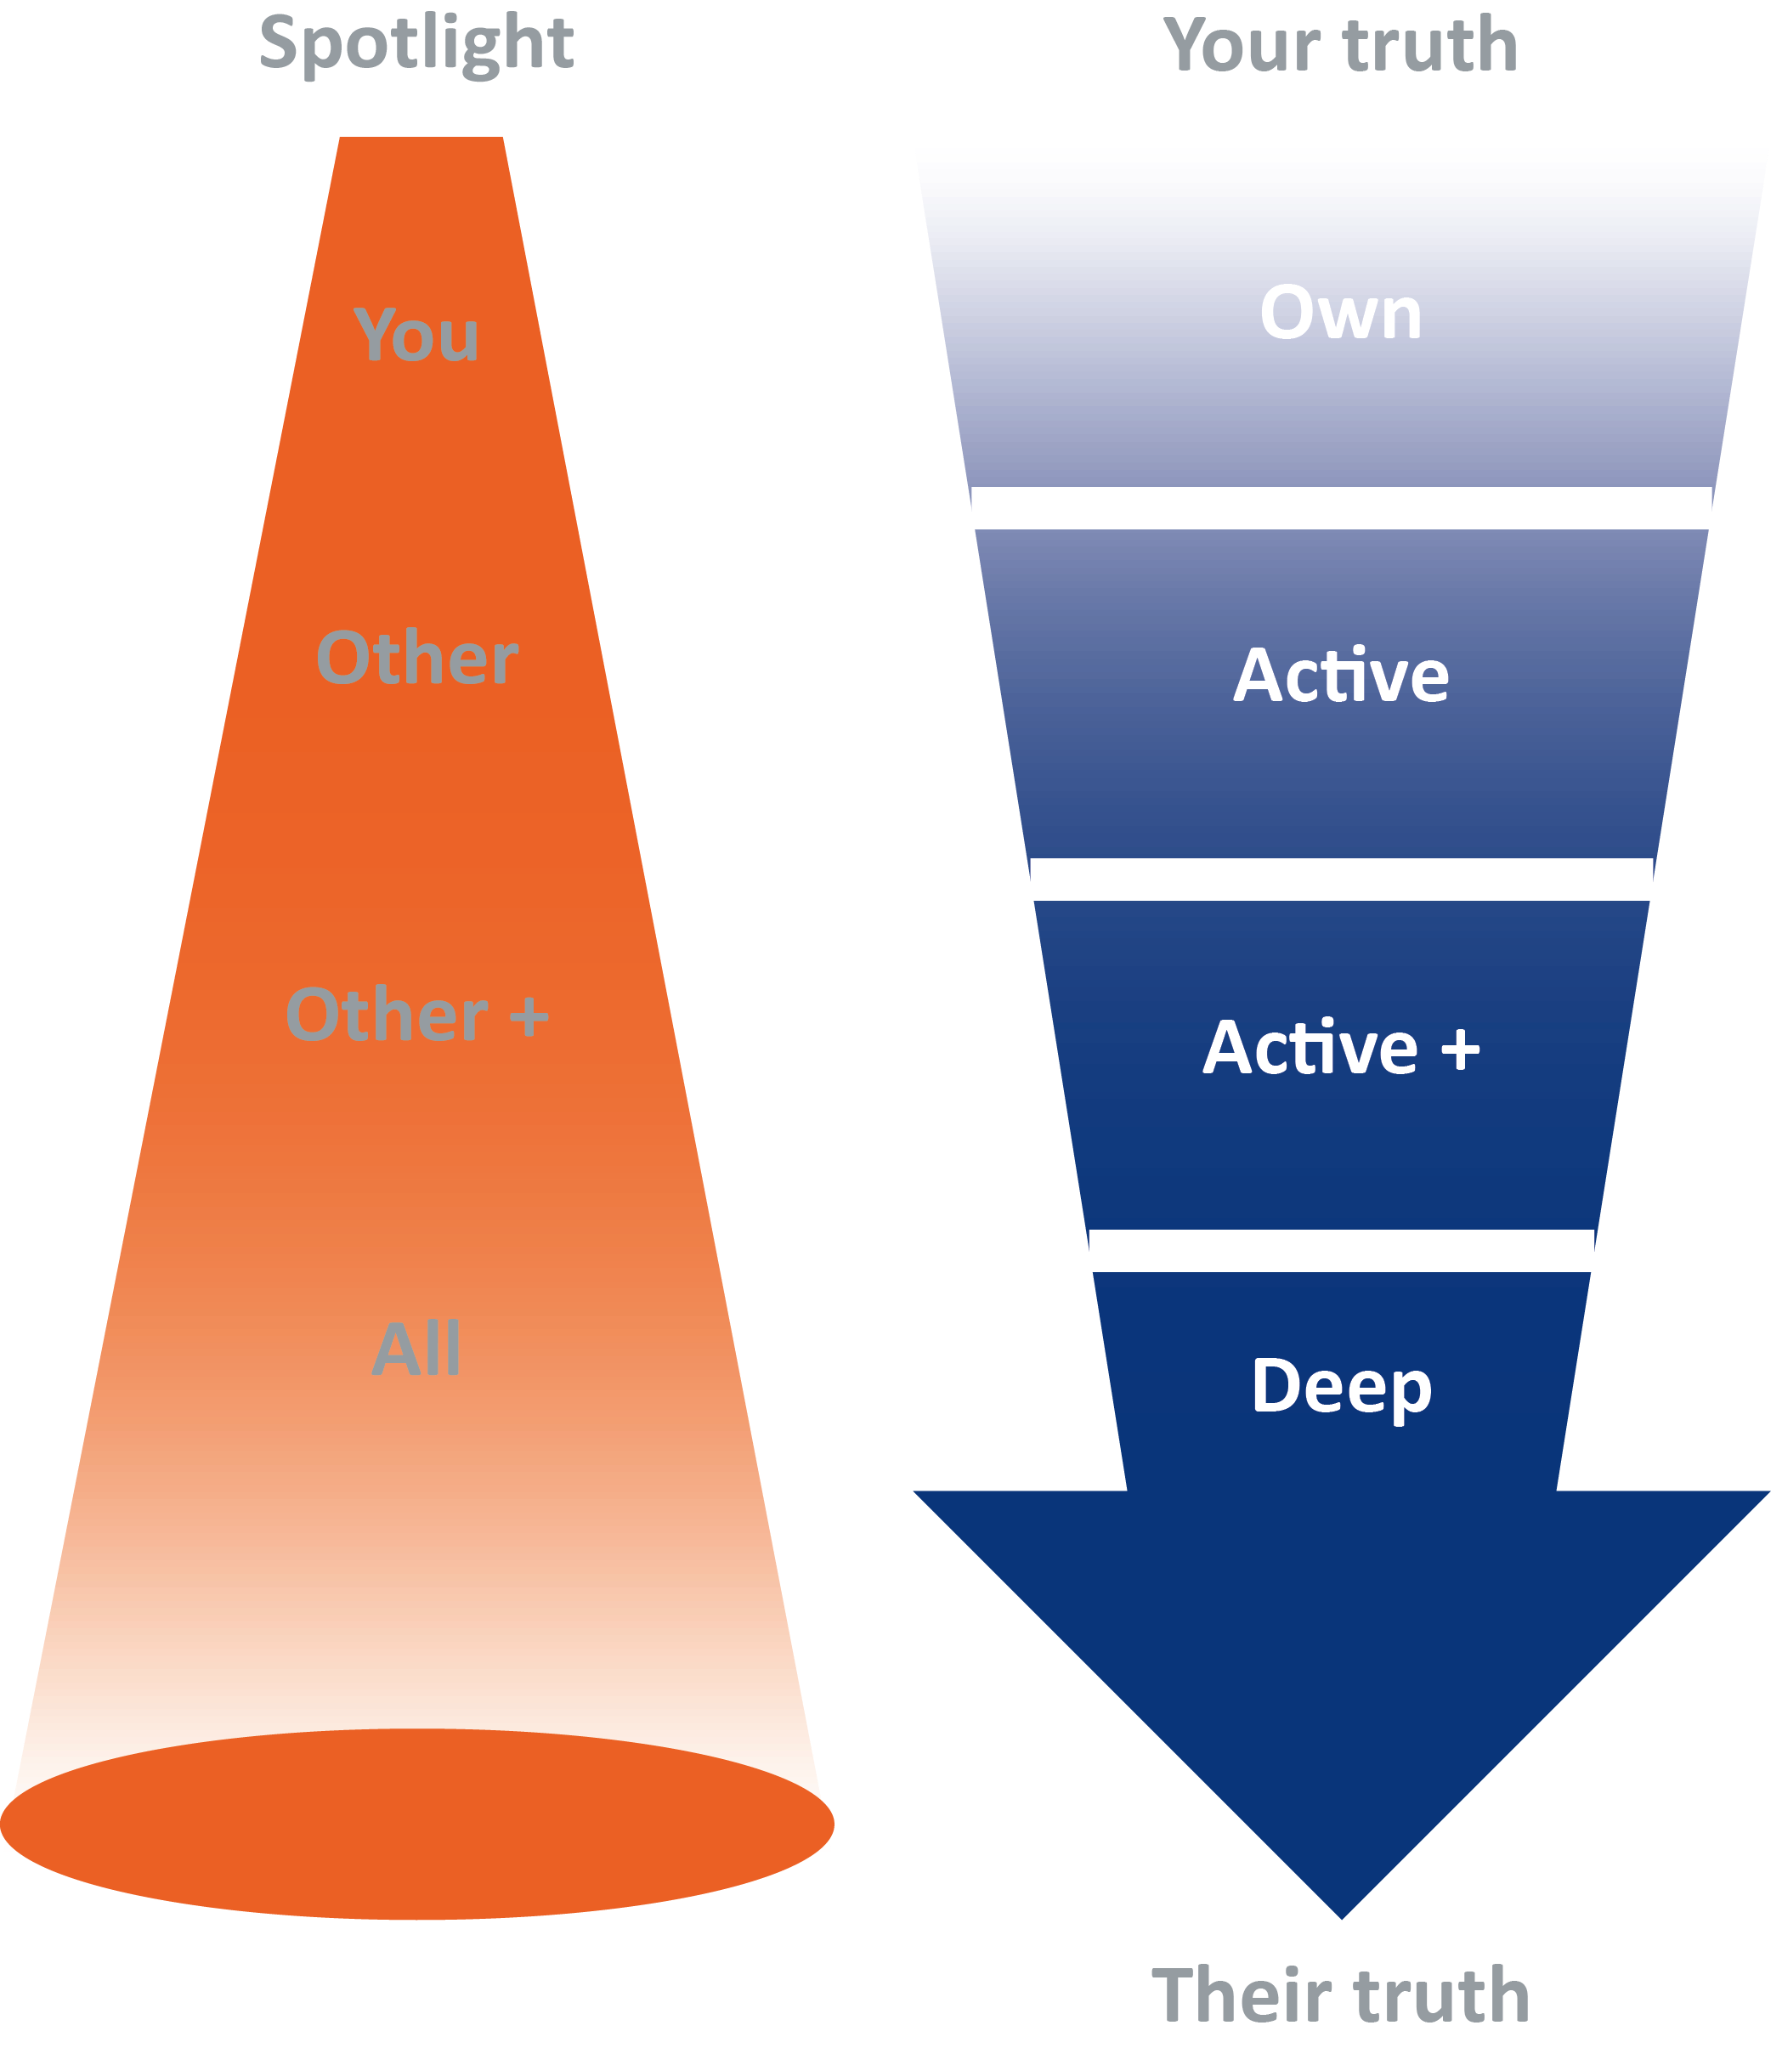 Spotlight
You
Other
Other +
All
Your truth
Own
Active
Active +
Deep
Their truth